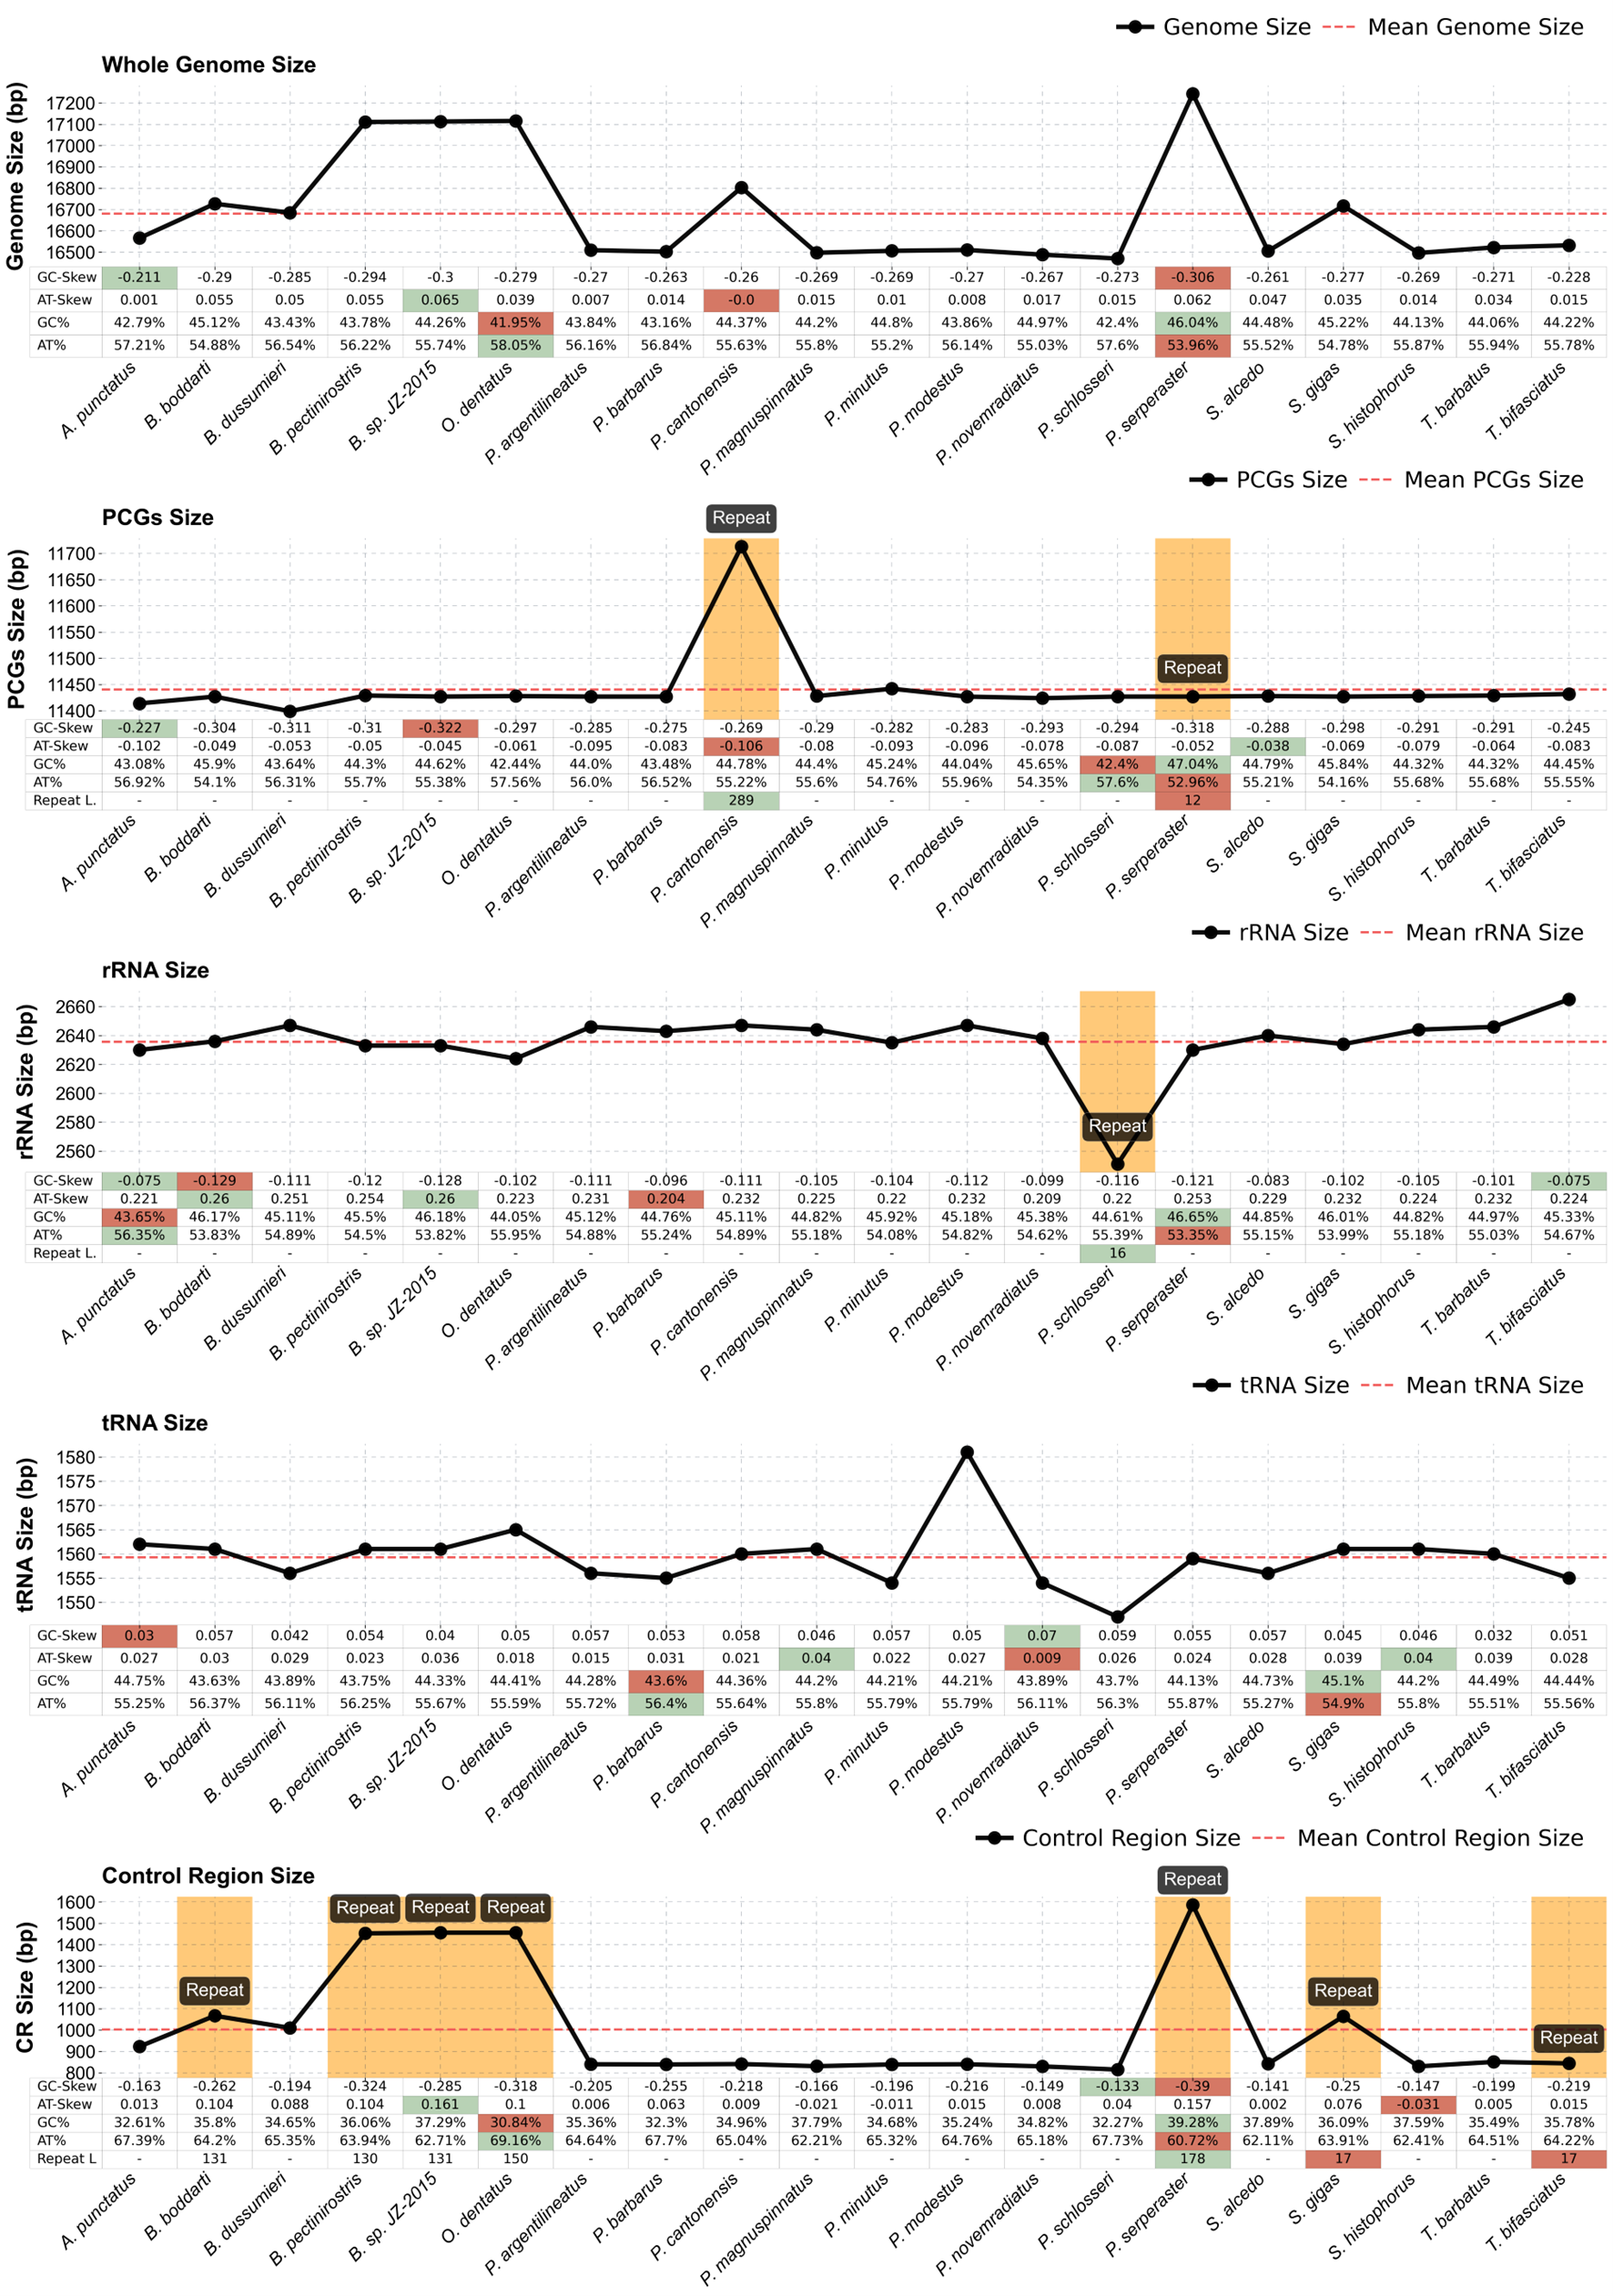 Genome Size Mean Genome Size
Whole Genome Size
Genome Size (bp)
17200
17100
17000
16900
16800
16700
16600
16500
GC-Skew -0.211 -0.29 -0.285 -0.294 -0.3 -0.279 -0.27 -0.263 -0.26 -0.269 -0.269 -0.27 -0.267 -0.273 -0.306 -0.261 -0.277 -0.269 -0.271 -0.228
AT-Skew 0.001 0.055 0.05 0.055 0.065 0.039 0.007 0.014 -0.0 0.015 0.01 0.008 0.017 0.015 0.062 0.047 0.035 0.014 0.034 0.015
GC% 42.79% 45.12% 43.43% 43.78% 44.26% 41.95% 43.84% 43.16% 44.37% 44.2% 44.8% 43.86% 44.97% 42.4% 46.04% 44.48% 45.22% 44.13% 44.06% 44.22%
AT% 57.21% 54.88% 56.54% 56.22% 55.74% 58.05% 56.16% 56.84% 55.63% 55.8% 55.2% 56.14% 55.03% 57.6% 53.96% 55.52% 54.78% 55.87% 55.94% 55.78%
A. punctatus B. boddarti B. dussumieri B. pectinirostris B. sp. JZ-2015 O. dentatus P. argentilineatus P. barbarus P. cantonensis P. magnuspinnatus P. minutus P. modestus P. novemradiatus P. schlosseri P. serperaster S. alcedo S. gigas S. histophorus T. barbatus T. bifasciatus
PCGs Size Mean PCGs Size
PCGs Size
Repeat
PCGs Size (bp)
11700
11650
11600
11550
11500
Repeat
11450
11400
GC-Skew -0.227 -0.304 -0.311 -0.31 -0.322 -0.297 -0.285 -0.275 -0.269 -0.29 -0.282 -0.283 -0.293 -0.294 -0.318 -0.288 -0.298 -0.291 -0.291 -0.245
AT-Skew -0.102 -0.049 -0.053 -0.05 -0.045 -0.061 -0.095 -0.083 -0.106 -0.08 -0.093 -0.096 -0.078 -0.087 -0.052 -0.038 -0.069 -0.079 -0.064 -0.083
GC% 43.08% 45.9% 43.64% 44.3% 44.62% 42.44% 44.0% 43.48% 44.78% 44.4% 45.24% 44.04% 45.65% 42.4% 47.04% 44.79% 45.84% 44.32% 44.32% 44.45%
AT% 56.92% 54.1% 56.31% 55.7% 55.38% 57.56% 56.0% 56.52% 55.22% 55.6% 54.76% 55.96% 54.35% 57.6% 52.96% 55.21% 54.16% 55.68% 55.68% 55.55%
Repeat L. - - - - - - - - 289 - - - - - 12 - - - - -
A. punctatus B. boddarti B. dussumieri B. pectinirostris B. sp. JZ-2015 O. dentatus P. argentilineatus P. barbarus P. cantonensis P. magnuspinnatus P. minutus P. modestus P. novemradiatus P. schlosseri P. serperaster S. alcedo S. gigas S. histophorus T. barbatus T. bifasciatus
rRNA Size Mean rRNA Size
rRNA Size
rRNA Size (bp)
2660
2640
2620
2600
2580
Repeat
2560
GC-Skew -0.075 -0.129 -0.111 -0.12 -0.128 -0.102 -0.111 -0.096 -0.111 -0.105 -0.104 -0.112 -0.099 -0.116 -0.121 -0.083 -0.102 -0.105 -0.101 -0.075
AT-Skew 0.221 0.26 0.251 0.254 0.26 0.223 0.231 0.204 0.232 0.225 0.22 0.232 0.209 0.22 0.253 0.229 0.232 0.224 0.232 0.224
GC% 43.65% 46.17% 45.11% 45.5% 46.18% 44.05% 45.12% 44.76% 45.11% 44.82% 45.92% 45.18% 45.38% 44.61% 46.65% 44.85% 46.01% 44.82% 44.97% 45.33%
AT% 56.35% 53.83% 54.89% 54.5% 53.82% 55.95% 54.88% 55.24% 54.89% 55.18% 54.08% 54.82% 54.62% 55.39% 53.35% 55.15% 53.99% 55.18% 55.03% 54.67%
Repeat L. - - - - - - - - - - - - - 16 - - - - - -
A. punctatus B. boddarti B. dussumieri B. pectinirostris B. sp. JZ-2015 O. dentatus P. argentilineatus P. barbarus P. cantonensis P. magnuspinnatus P. minutus P. modestus P. novemradiatus P. schlosseri P. serperaster S. alcedo S. gigas S. histophorus T. barbatus T. bifasciatus
tRNA Size Mean tRNA Size
tRNA Size
tRNA Size (bp)
1580
1575
1570
1565
1560
1555
1550
GC-Skew 0.03 0.057 0.042 0.054 0.04 0.05 0.057 0.053 0.058 0.046 0.057 0.05 0.07 0.059 0.055 0.057 0.045 0.046 0.032 0.051
AT-Skew 0.027 0.03 0.029 0.023 0.036 0.018 0.015 0.031 0.021 0.04 0.022 0.027 0.009 0.026 0.024 0.028 0.039 0.04 0.039 0.028
GC% 44.75% 43.63% 43.89% 43.75% 44.33% 44.41% 44.28% 43.6% 44.36% 44.2% 44.21% 44.21% 43.89% 43.7% 44.13% 44.73% 45.1% 44.2% 44.49% 44.44%
AT% 55.25% 56.37% 56.11% 56.25% 55.67% 55.59% 55.72% 56.4% 55.64% 55.8% 55.79% 55.79% 56.11% 56.3% 55.87% 55.27% 54.9% 55.8% 55.51% 55.56%
A. punctatus B. boddarti B. dussumieri B. pectinirostris B. sp. JZ-2015 O. dentatus P. argentilineatus P. barbarus P. cantonensis P. magnuspinnatus P. minutus P. modestus P. novemradiatus P. schlosseri P. serperaster S. alcedo S. gigas S. histophorus T. barbatus T. bifasciatus
Control Region Size Mean Control Region Size
Control Region Size
Repeat
CR Size (bp)
1600
Repeat Repeat Repeat
1500
1400
1300
1200
Repeat Repeat
1100
1000
Repeat
900
800
GC-Skew -0.163 -0.262 -0.194 -0.324 -0.285 -0.318 -0.205 -0.255 -0.218 -0.166 -0.196 -0.216 -0.149 -0.133 -0.39 -0.141 -0.25 -0.147 -0.199 -0.219
AT-Skew 0.013 0.104 0.088 0.104 0.161 0.1 0.006 0.063 0.009 -0.021 -0.011 0.015 0.008 0.04 0.157 0.002 0.076 -0.031 0.005 0.015
GC% 32.61% 35.8% 34.65% 36.06% 37.29% 30.84% 35.36% 32.3% 34.96% 37.79% 34.68% 35.24% 34.82% 32.27% 39.28% 37.89% 36.09% 37.59% 35.49% 35.78%
AT% 67.39% 64.2% 65.35% 63.94% 62.71% 69.16% 64.64% 67.7% 65.04% 62.21% 65.32% 64.76% 65.18% 67.73% 60.72% 62.11% 63.91% 62.41% 64.51% 64.22%
Repeat L - 131 - 130 131 150 - - - - - - - - 178 - 17 - - 17
A. punctatus B. boddarti B. dussumieri B. pectinirostris B. sp. JZ-2015 O. dentatus P. argentilineatus P. barbarus P. cantonensis P. magnuspinnatus P. minutus P. modestus P. novemradiatus P. schlosseri P. serperaster S. alcedo S. gigas S. histophorus T. barbatus T. bifasciatus